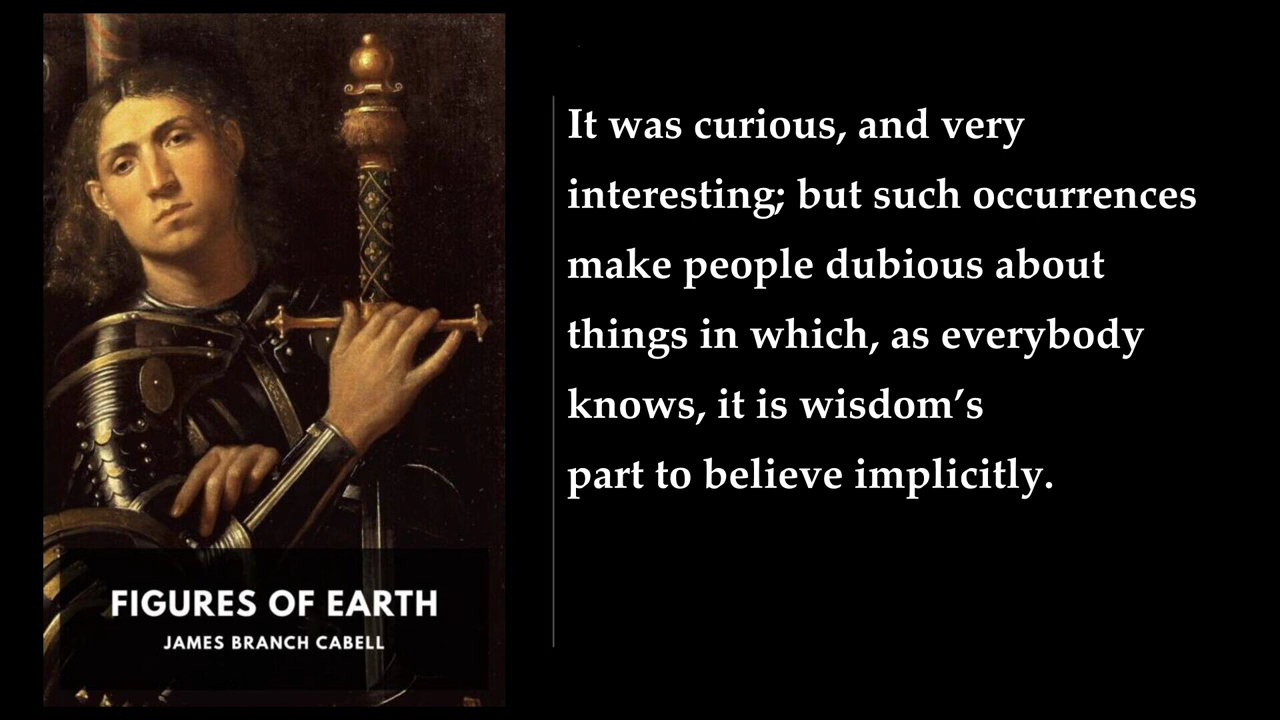 It was curious, and very
interesting; but such occurrences
make people dubious about
things in which, as everybody
knows, it is wisdom’s
part to believe implicitly.
FIGURES OF EARTH
JAMES BRANCH CABELL